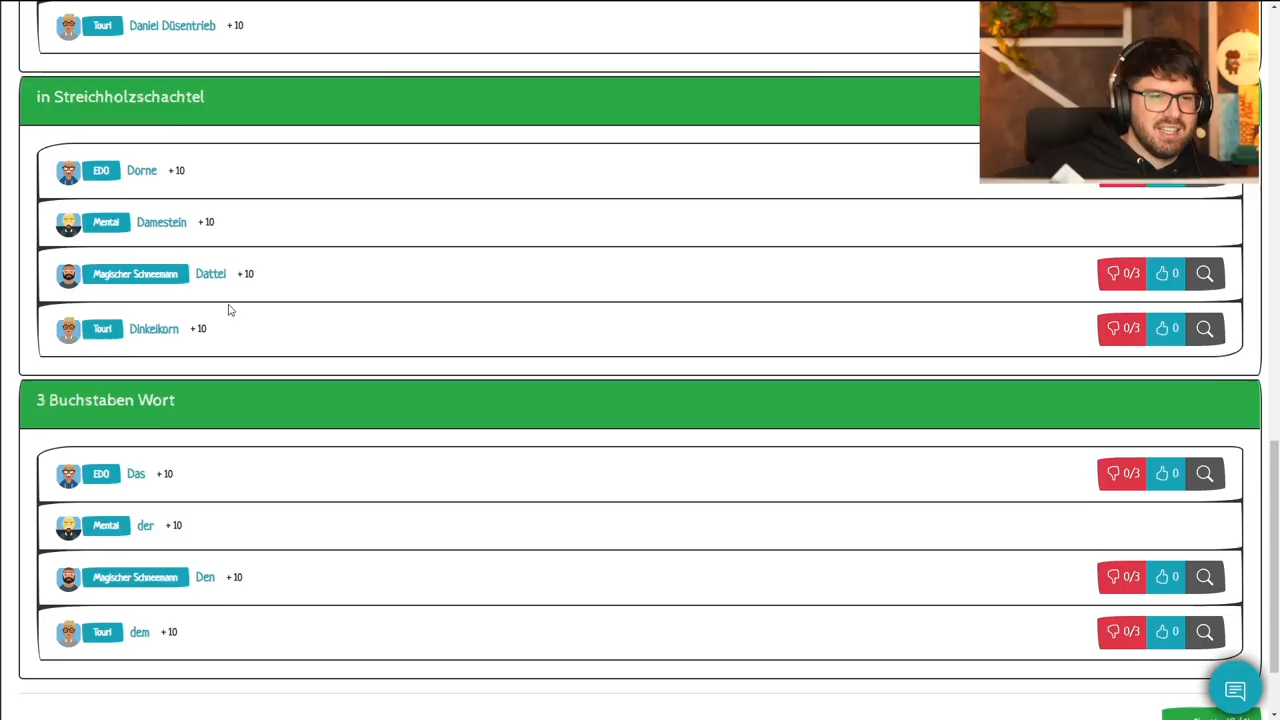 Touri Daniel Düsentrieb +10
in Streichholzschachtel
EDO Dorne +10
Mental Damestein +10
Magischer Schneemann Dattel +10 0/3 0
Touri Dinkelkorn +10 0/3 0
3 Buchstaben Wort
EDO Das +10 0/3 0
Mental der +10
Magischer Schneemann Den +10 0/3 0
Touri dem +10 0/3 0